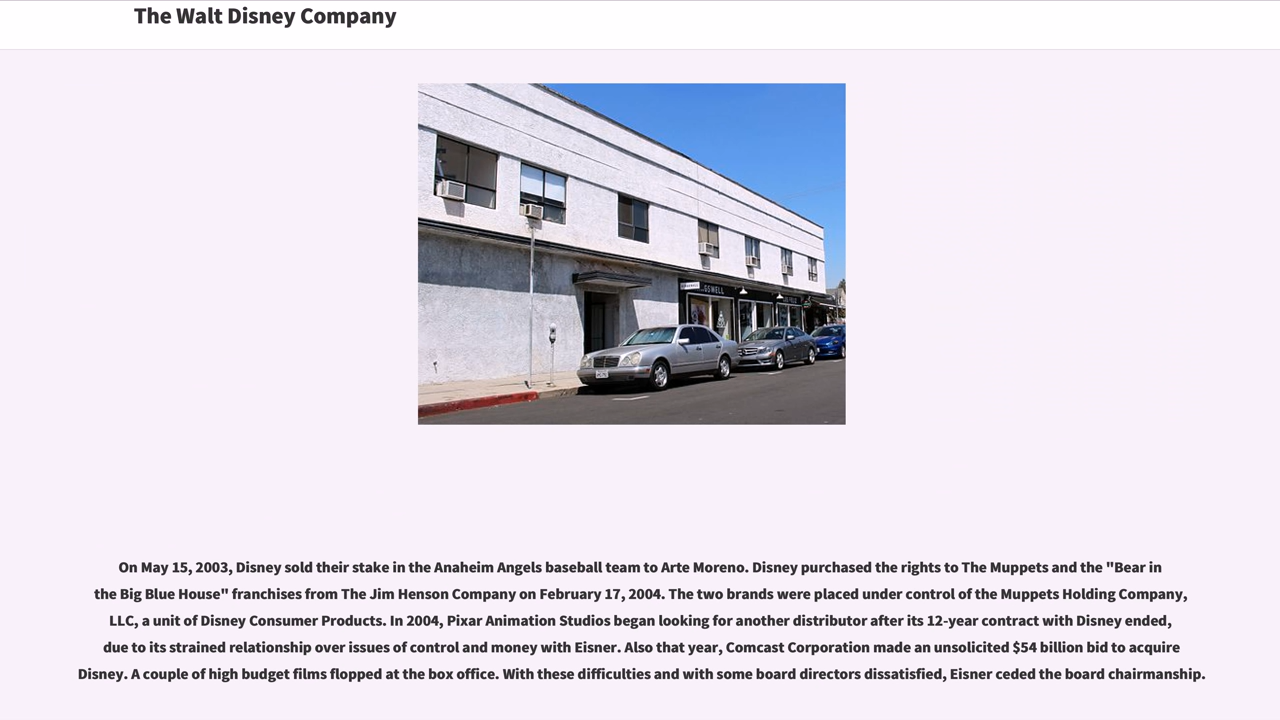 The Walt Disney Company
On May 15, 2003, Disney sold their stake in the Anaheim Angels baseball team to Arte Moreno. Disney purchased the rights to The Muppets and the "Bear in
the Big Blue House" franchises from The Jim Henson Company on February 17, 2004. The two brands were placed under control of the Muppets Holding Company,
LLC, a unit of Disney Consumer Products. In 2004, Pixar Animation Studios began looking for another distributor after its 12-year contract with Disney ended,
due to its strained relationship over issues of control and money with Eisner. Also that year, Comcast Corporation made an unsolicited $54 billion bid to acquire
Disney. A couple of high budget films flopped at the box office. With these difficulties and with some board directors dissatisfied, Eisner ceded the board chairmanship.